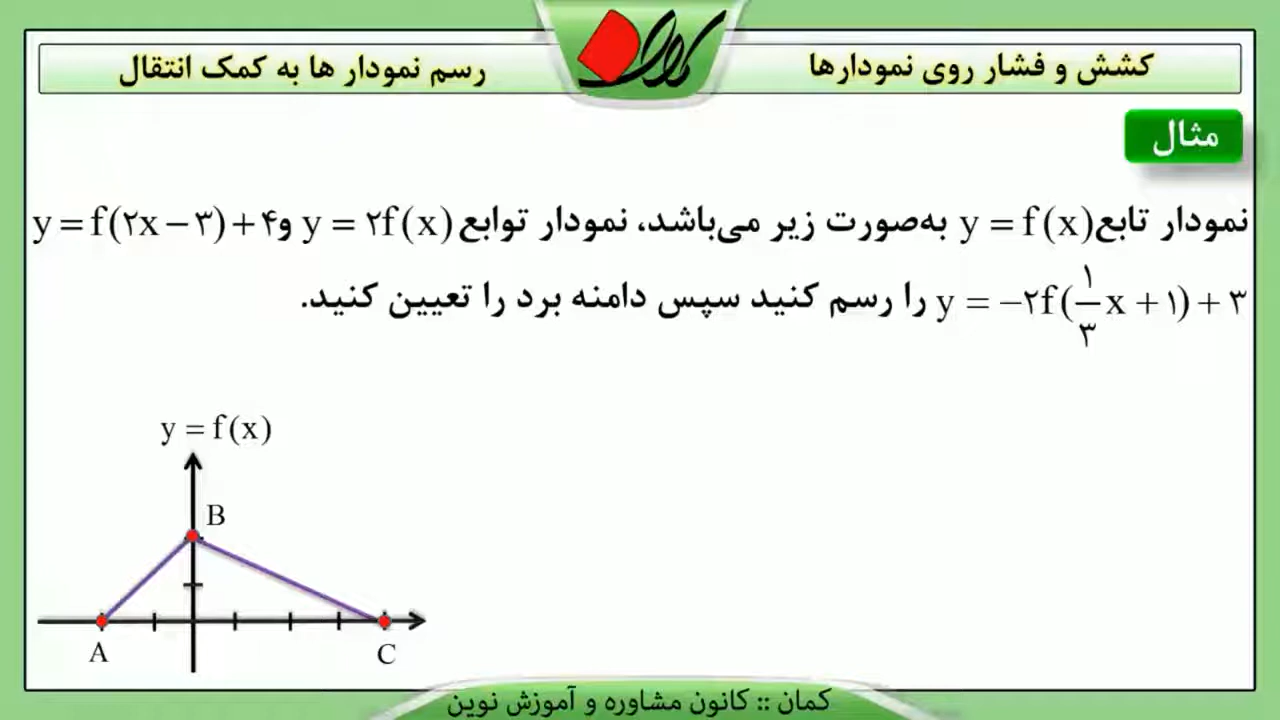 کشش و فشار روی نمودارها
رسم نمودار ها به کمک انتقال
مثال
نمودار تابع y = f(x) به‌صورت زیر می‌باشد، نمودار توابع y = ۲f(x) و y = f(۲x − ۳) + ۴
y = −۲f(۱/۳ x + ۱) + ۳ را رسم کنید سپس دامنه برد را تعیین کنید.
y = f(x)
B
A C
کمان :: کانون مشاوره و آموزش نوین